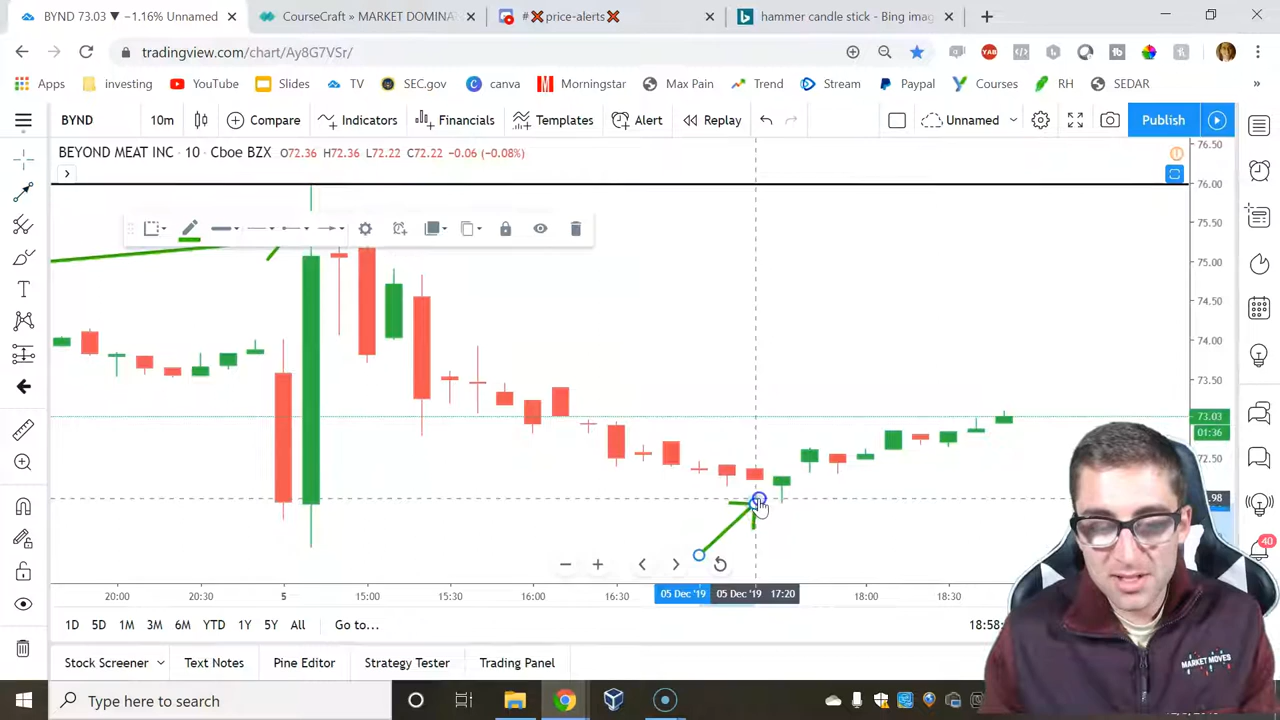 BYND 73.03 ▼ −1.16% Unnamed
CourseCraft » MARKET DOMINA
#❌price-alerts❌
hammer candle stick - Bing imag
tradingview.com/chart/Ay8G7VSr/
Apps
investing
YouTube
Slides
TV
SEC.gov
canva
Morningstar
Max Pain
Trend
Stream
Paypal
Courses
RH
SEDAR
BYND
10m
Compare
Indicators
Financials
Templates
Alert
Replay
Unnamed
Publish
BEYOND MEAT INC · 10 · Cboe BZX O72.36 H72.36 L72.22 C72.22 −0.06 (−0.08%)
76.50
76.00
75.50
75.00
74.50
74.00
73.50
73.03
01:36
72.50
.98
20:00
20:30
5
15:00
15:30
16:00
16:30
05 Dec '19
05 Dec '19 17:20
18:00
18:30
1D 5D 1M 3M 6M YTD 1Y 5Y All
Go to...
18:58
40
Stock Screener
Text Notes
Pine Editor
Strategy Tester
Trading Panel
MARKET MOVES
Type here to search